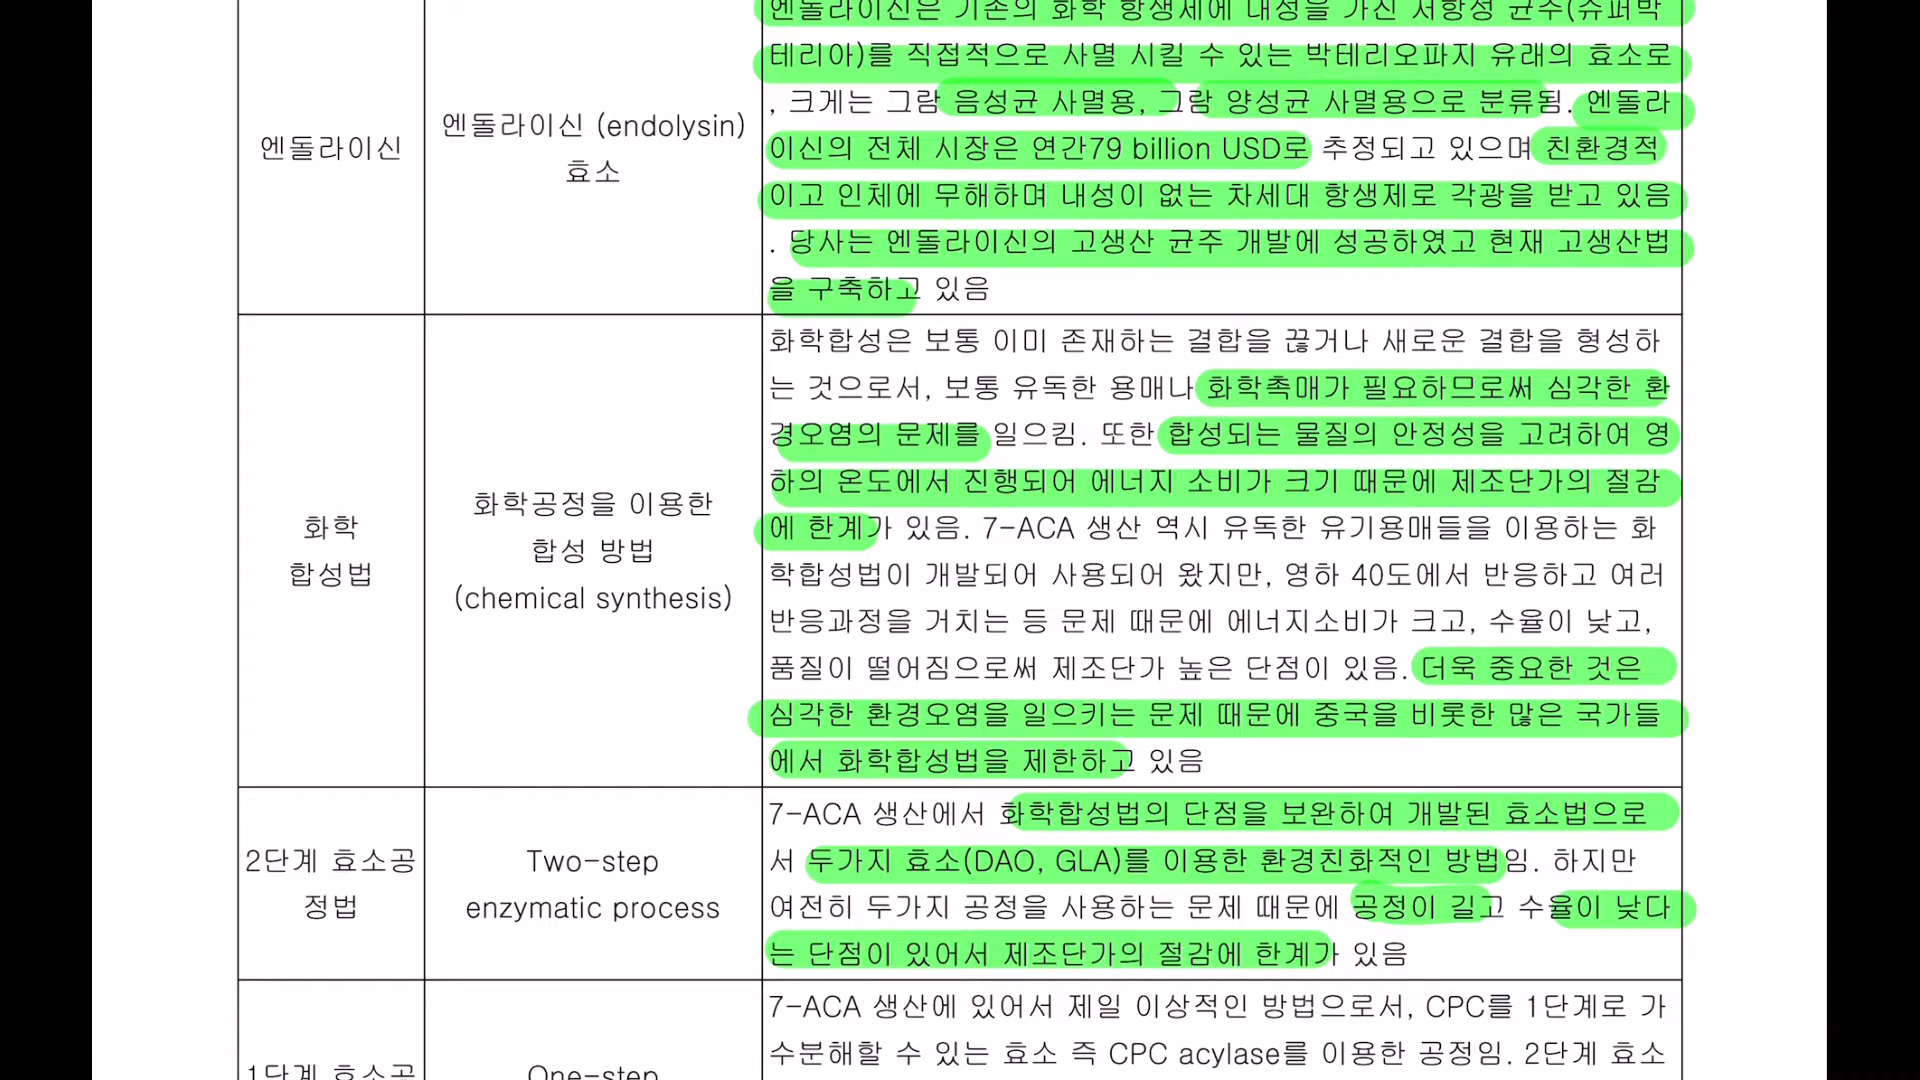 엔돌라이신은 기존의 화학 항생제에 내성을 가진 저항성 균주(슈퍼박
테리아)를 직접적으로 사멸 시킬 수 있는 박테리오파지 유래의 효소로
, 크게는 그람 음성균 사멸용, 그람 양성균 사멸용으로 분류됨. 엔돌라
이신의 전체 시장은 연간79 billion USD로 추정되고 있으며 친환경적
이고 인체에 무해하며 내성이 없는 차세대 항생제로 각광을 받고 있음
. 당사는 엔돌라이신의 고생산 균주 개발에 성공하였고 현재 고생산법
을 구축하고 있음
엔돌라이신
엔돌라이신 (endolysin)
효소
화학합성은 보통 이미 존재하는 결합을 끊거나 새로운 결합을 형성하
는 것으로서, 보통 유독한 용매나 화학촉매가 필요하므로써 심각한 환
경오염의 문제를 일으킴. 또한 합성되는 물질의 안정성을 고려하여 영
하의 온도에서 진행되어 에너지 소비가 크기 때문에 제조단가의 절감
에 한계가 있음. 7-ACA 생산 역시 유독한 유기용매들을 이용하는 화
학합성법이 개발되어 사용되어 왔지만, 영하 40도에서 반응하고 여러
반응과정을 거치는 등 문제 때문에 에너지소비가 크고, 수율이 낮고,
품질이 떨어짐으로써 제조단가 높은 단점이 있음. 더욱 중요한 것은
심각한 환경오염을 일으키는 문제 때문에 중국을 비롯한 많은 국가들
에서 화학합성법을 제한하고 있음
화학
합성법
화학공정을 이용한
합성 방법
(chemical synthesis)
7-ACA 생산에서 화학합성법의 단점을 보완하여 개발된 효소법으로
서 두가지 효소(DAO, GLA)를 이용한 환경친화적인 방법임. 하지만
여전히 두가지 공정을 사용하는 문제 때문에 공정이 길고 수율이 낮다
는 단점이 있어서 제조단가의 절감에 한계가 있음
2단계 효소공
정법
Two-step
enzymatic process
7-ACA 생산에 있어서 제일 이상적인 방법으로서, CPC를 1단계로 가
수분해할 수 있는 효소 즉 CPC acylase를 이용한 공정임. 2단계 효소
1단계 효소공
One-step